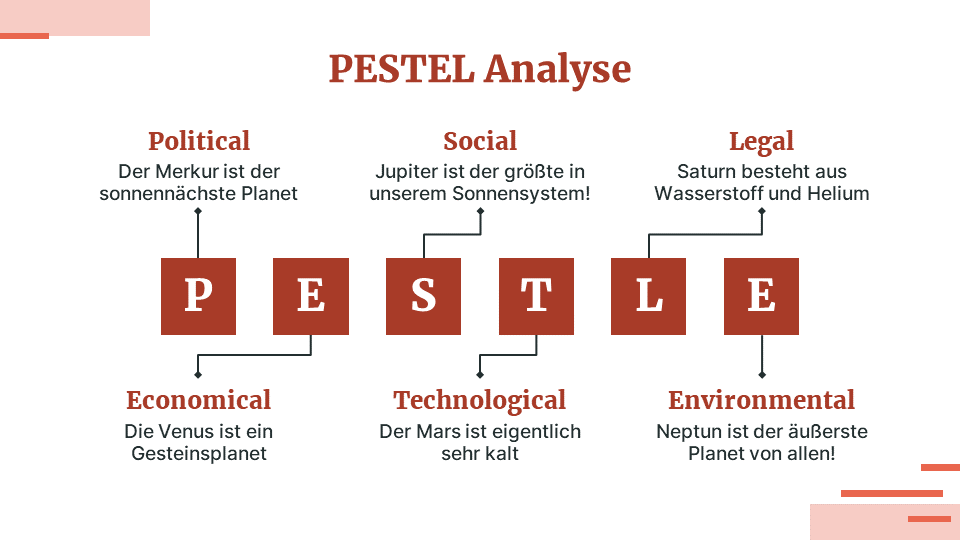 PESTEL Analyse
Political
Der Merkur ist der
sonnennächste Planet
Social
Jupiter ist der größte in
unserem Sonnensystem!
Legal
Saturn besteht aus
Wasserstoff und Helium
P E S T L E
Economical
Die Venus ist ein
Gesteinsplanet
Technological
Der Mars ist eigentlich
sehr kalt
Environmental
Neptun ist der äußerste
Planet von allen!